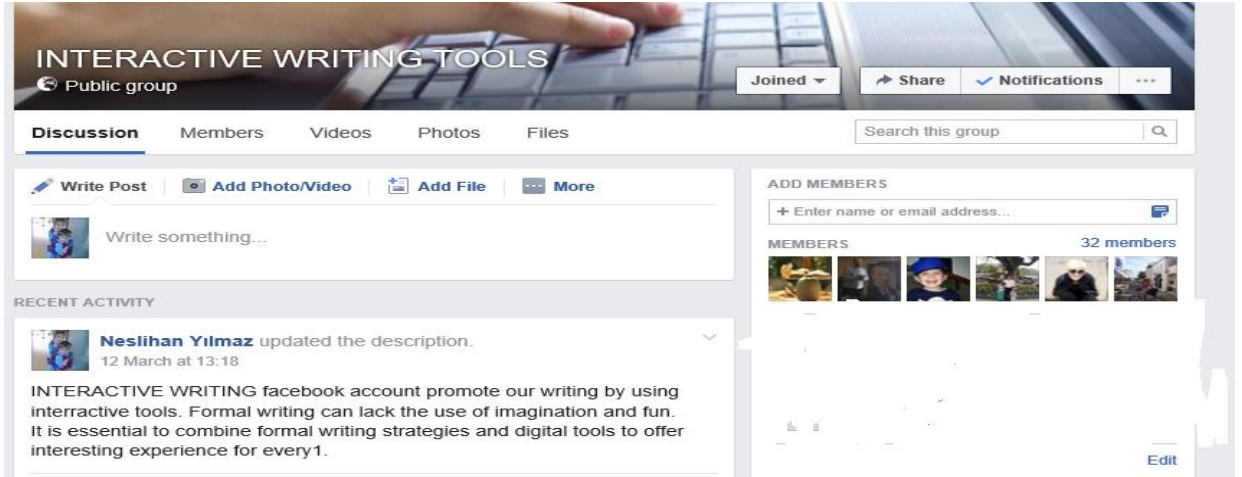 INTERACTIVE WRITING TOOLS
Public group
Joined
Share
Notifications
Discussion
Members
Videos
Photos
Files
Search this group
Write Post
Add Photo/Video
Add File
More
Write something...
RECENT ACTIVITY
Neslihan Yılmaz updated the description.
12 March at 13:18
INTERACTIVE WRITING facebook account promote our writing by using
interractive tools. Formal writing can lack the use of imagination and fun.
It is essential to combine formal writing strategies and digital tools to offer
interesting experience for every1.
ADD MEMBERS
+ Enter name or email address...
MEMBERS
32 members
Edit